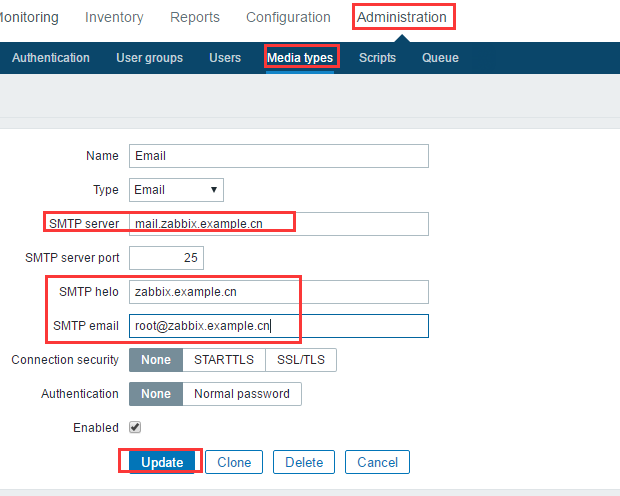 Monitoring Inventory Reports Configuration Administration
Authentication User groups Users Media types Scripts Queue
Name Email
Type Email
SMTP server mail.zabbix.example.cn
SMTP server port 25
SMTP helo zabbix.example.cn
SMTP email root@zabbix.example.cn
Connection security None STARTTLS SSL/TLS
Authentication None Normal password
Enabled
Update Clone Delete Cancel